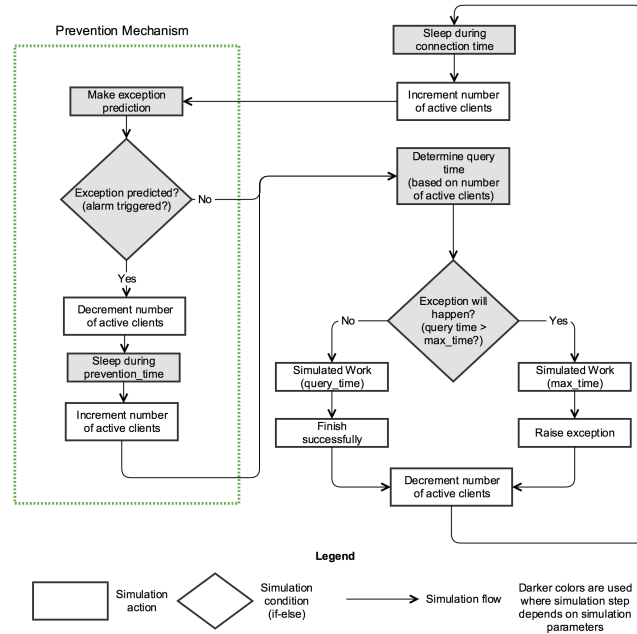 Prevention Mechanism
Sleep during
connection time
Increment number
of active clients
Make exception
prediction
Exception predicted?
(alarm triggered?)
No
Yes
Decrement number
of active clients
Sleep during
prevention_time
Increment number
of active clients
Determine query
time
(based on number
of active clients)
Exception will
happen?
(query time >
max_time?)
No
Yes
Simulated Work
(query_time)
Simulated Work
(max_time)
Finish
successfully
Raise exception
Decrement number
of active clients
Legend
Simulation
action
Simulation
condition
(if-else)
Simulation flow
Darker colors are used
where simulation step
depends on simulation
parameters